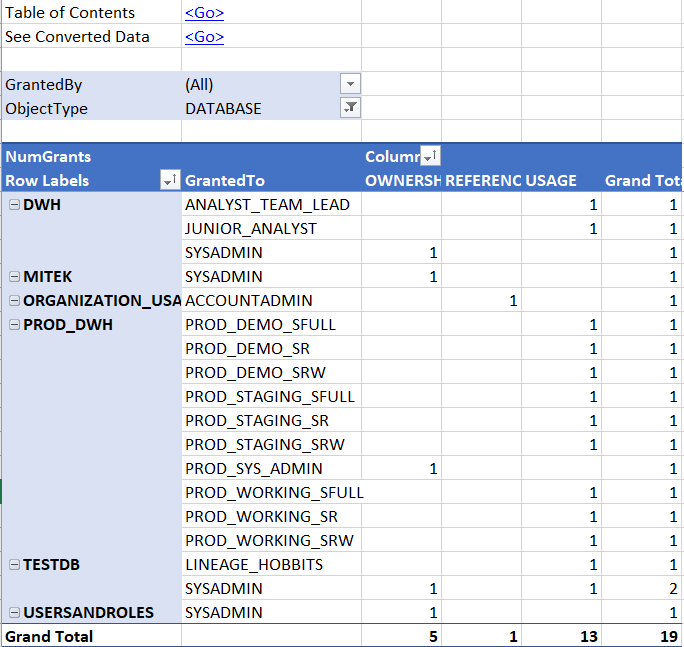 Table of Contents <Go>
See Converted Data <Go>
GrantedBy (All)
ObjectType DATABASE
NumGrants Column
Row Labels GrantedTo OWNERSH REFERENC USAGE Grand Tota
DWH ANALYST_TEAM_LEAD 1 1
JUNIOR_ANALYST 1 1
SYSADMIN 1 1
MITEK SYSADMIN 1 1
ORGANIZATION_USA ACCOUNTADMIN 1 1
PROD_DWH PROD_DEMO_SFULL 1 1
PROD_DEMO_SR 1 1
PROD_DEMO_SRW 1 1
PROD_STAGING_SFULL 1 1
PROD_STAGING_SR 1 1
PROD_STAGING_SRW 1 1
PROD_SYS_ADMIN 1 1
PROD_WORKING_SFULL 1 1
PROD_WORKING_SR 1 1
PROD_WORKING_SRW 1 1
TESTDB LINEAGE_HOBBITS 1 1
SYSADMIN 1 1 2
USERSANDROLES SYSADMIN 1 1
Grand Total 5 1 13 19